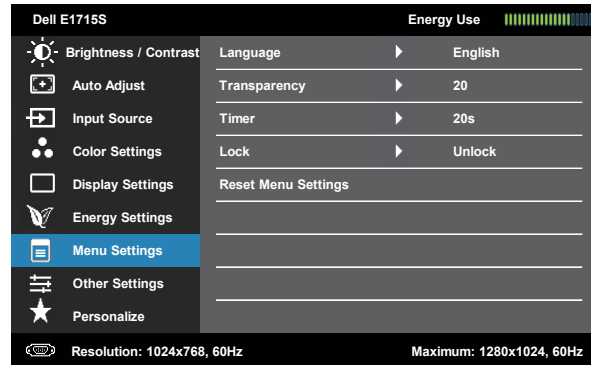 Dell E1715S Energy Use
Brightness / Contrast Language English
Auto Adjust Transparency 20
Input Source Timer 20s
Color Settings Lock Unlock
Display Settings Reset Menu Settings
Energy Settings
Menu Settings
Other Settings
Personalize
Resolution: 1024x768, 60Hz Maximum: 1280x1024, 60Hz